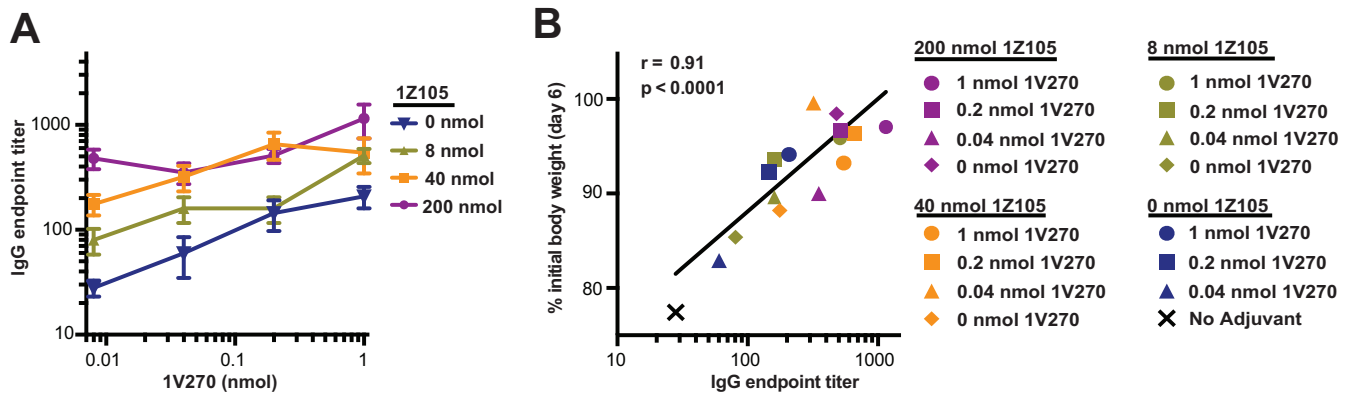 A
IgG endpoint titer
1000
100
10
0.01
0.1
1
1V270 (nmol)
1Z105
0 nmol
8 nmol
40 nmol
200 nmol
B
% initial body weight (day 6)
r = 0.91
p < 0.0001
100
90
80
10
100
1000
IgG endpoint titer
200 nmol 1Z105
1 nmol 1V270
0.2 nmol 1V270
0.04 nmol 1V270
0 nmol 1V270
40 nmol 1Z105
1 nmol 1V270
0.2 nmol 1V270
0.04 nmol 1V270
0 nmol 1V270
8 nmol 1Z105
1 nmol 1V270
0.2 nmol 1V270
0.04 nmol 1V270
0 nmol 1V270
0 nmol 1Z105
1 nmol 1V270
0.2 nmol 1V270
0.04 nmol 1V270
No Adjuvant